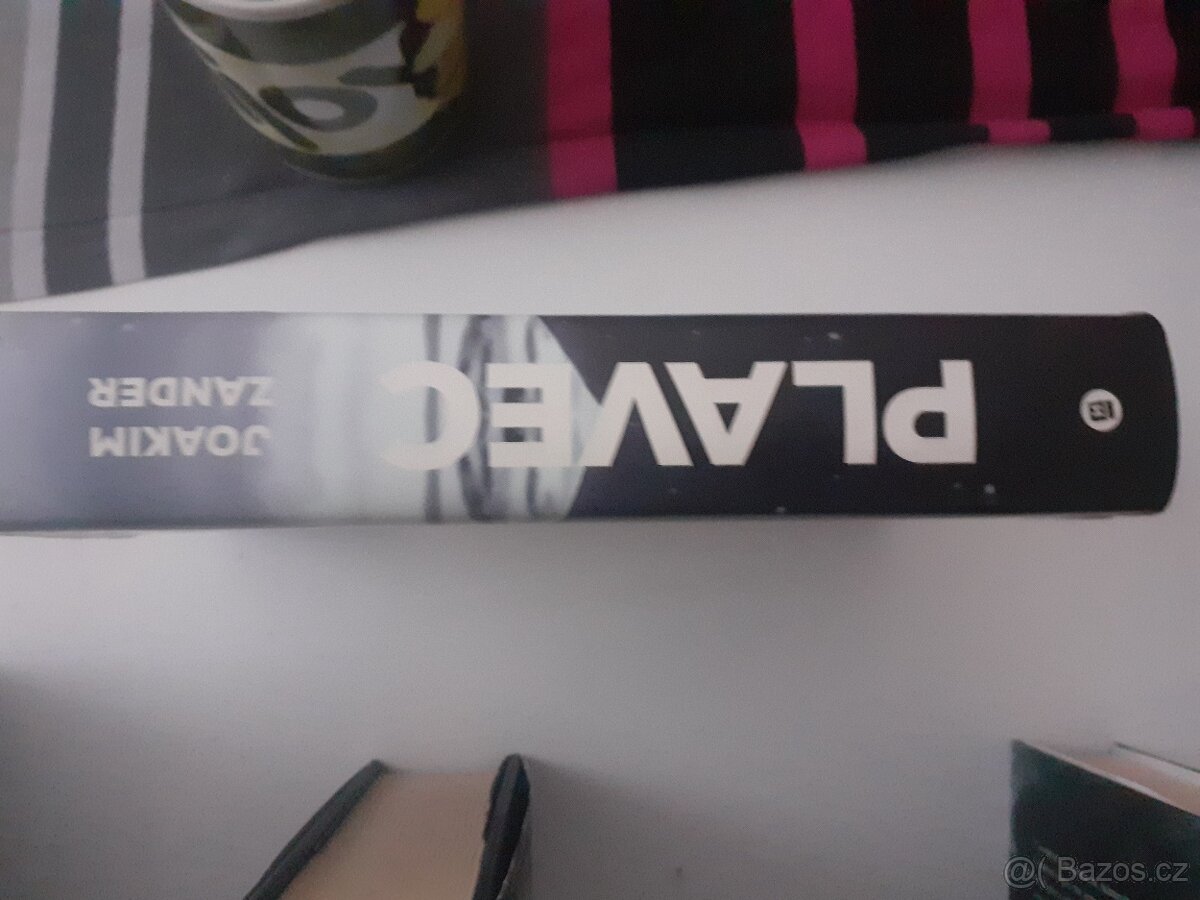 PLAVEC
JOAKIM
ZANDER
@( Bazos.cz